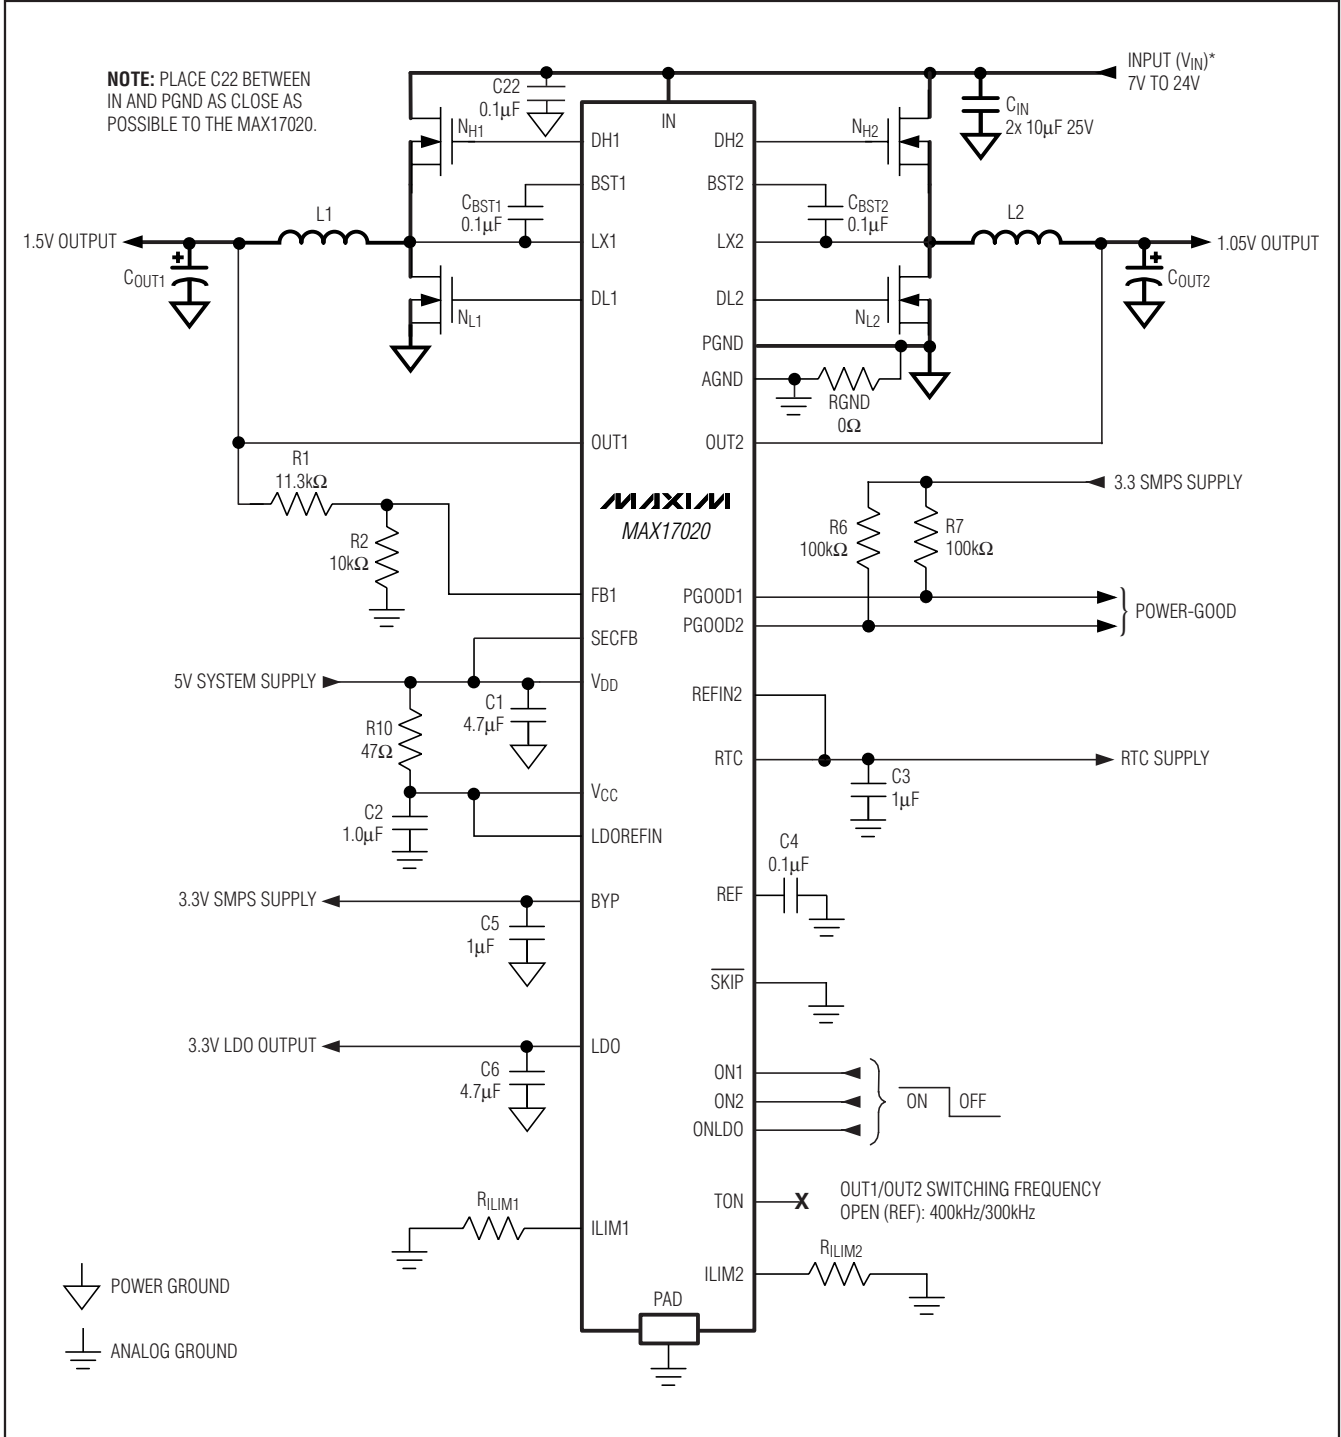 NOTE: PLACE C22 BETWEEN
IN AND PGND AS CLOSE AS
POSSIBLE TO THE MAX17020.
INPUT (VIN)*
7V TO 24V
C22
0.1μF
CIN
2x 10μF 25V
IN
NH1
DH1
DH2
NH2
BST1
BST2
CBST1
0.1μF
CBST2
0.1μF
L1
L2
1.5V OUTPUT
LX1
LX2
1.05V OUTPUT
+
COUT1
+
COUT2
NL1
DL1
DL2
NL2
PGND
AGND
RGND
0Ω
OUT1
OUT2
R1
11.3kΩ
R2
10kΩ
MAXIM
MAX17020
3.3 SMPS SUPPLY
R6
100kΩ
R7
100kΩ
FB1
PGOOD1
PGOOD2
POWER-GOOD
SECFB
5V SYSTEM SUPPLY
VDD
C1
4.7μF
REFIN2
R10
47Ω
RTC
RTC SUPPLY
C3
1μF
VCC
C2
1.0μF
LDOREFIN
C4
0.1μF
REF
3.3V SMPS SUPPLY
BYP
C5
1μF
SKIP
3.3V LDO OUTPUT
LDO
C6
4.7μF
ON1
ON2
ONLDO
ON
OFF
TON
X
OUT1/OUT2 SWITCHING FREQUENCY
OPEN (REF): 400kHz/300kHz
RILIM1
ILIM1
RILIM2
ILIM2
PAD
POWER GROUND
ANALOG GROUND